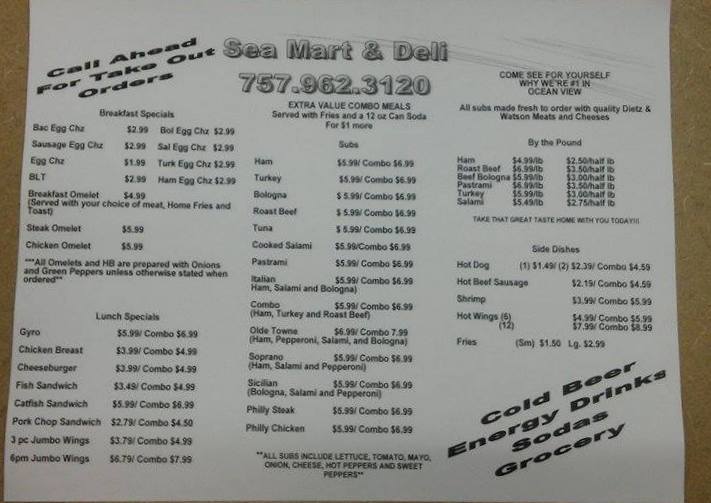 Call Ahead
For Take Out
Orders
Sea Mart & Deli
757.962.3120
EXTRA VALUE COMBO MEALS
Served with Fries and a 12 oz Can Soda
For $1 more
COME SEE FOR YOURSELF
WHY WE'RE #1 IN
OCEAN VIEW
All subs made fresh to order with quality Dietz &
Watson Meats and Cheeses
Breakfast Specials
Bac Egg Chz $2.99 Bol Egg Chz $2.99
Sausage Egg Chz $2.99 Sal Egg Chz $2.99
Egg Chz $1.99 Turk Egg Chz $2.99
BLT $2.99 Ham Egg Chz $2.99
Breakfast Omelet $4.99
(Served with your choice of meat, Home Fries and
Toast)
Steak Omelet $5.99
Chicken Omelet $5.99
***All Omelets and HB are prepared with Onions
and Green Peppers unless otherwise stated when
ordered**
Lunch Specials
Gyro $5.99/ Combo $6.99
Chicken Breast $3.99/ Combo $4.99
Cheeseburger $3.99/ Combo $4.99
Fish Sandwich $3.49/ Combo $4.99
Catfish Sandwich $5.99/ Combo $6.99
Pork Chop Sandwich $2.79/ Combo $4.50
3 pc Jumbo Wings $3.79/ Combo $4.99
6pm Jumbo Wings $6.79/ Combo $7.99
Subs
Ham $5.99/ Combo $6.99
Turkey $5.99/ Combo $6.99
Bologna $ 5.99/ Combo $6.99
Roast Beef $ 5.99/ Combo $6.99
Tuna $ 5.99/ Combo $6.99
Cooked Salami $5.99/Combo $6.99
Pastrami $5.99/ Combo $6.99
Italian $5.99/ Combo $6.99
(Ham, Salami and Bologna)
Combo $5.99/ Combo $6.99
(Ham, Turkey and Roast Beef)
Olde Towne $6.99/ Combo 7.99
(Ham, Pepperoni, Salami, and Bologna)
Soprano $5.99/ Combo $6.99
(Ham, Salami and Pepperoni)
Sicilian $5.99/ Combo $6.99
(Bologna, Salami and Pepperoni)
Philly Steak $5.99/ Combo $6.99
Philly Chicken $5.99/ Combo $6.99
**ALL SUBS INCLUDE LETTUCE, TOMATO, MAYO,
ONION, CHEESE, HOT PEPPERS AND SWEET
PEPPERS**
By the Pound
Ham $4.99/lb $2.50/half lb
Roast Beef $6.99/lb $3.50/half lb
Beef Bologna $5.99/lb $3.00/half lb
Pastrami $6.99/lb $3.50/half lb
Turkey $5.99/lb $3.00/half lb
Salami $5.49/lb $2.75/half lb
TAKE THAT GREAT TASTE HOME WITH YOU TODAY!!!
Side Dishes
Hot Dog (1) $1.49/ (2) $2.39/ Combo $4.59
Hot Beef Sausage $2.19/ Combo $4.59
Shrimp $3.99/ Combo $5.99
Hot Wings (6) $4.99/ Combo $5.99
(12) $7.99/ Combo $8.99
Fries (Sm) $1.50 Lg. $2.99
Cold Beer
Energy Drinks
Sodas
Grocery